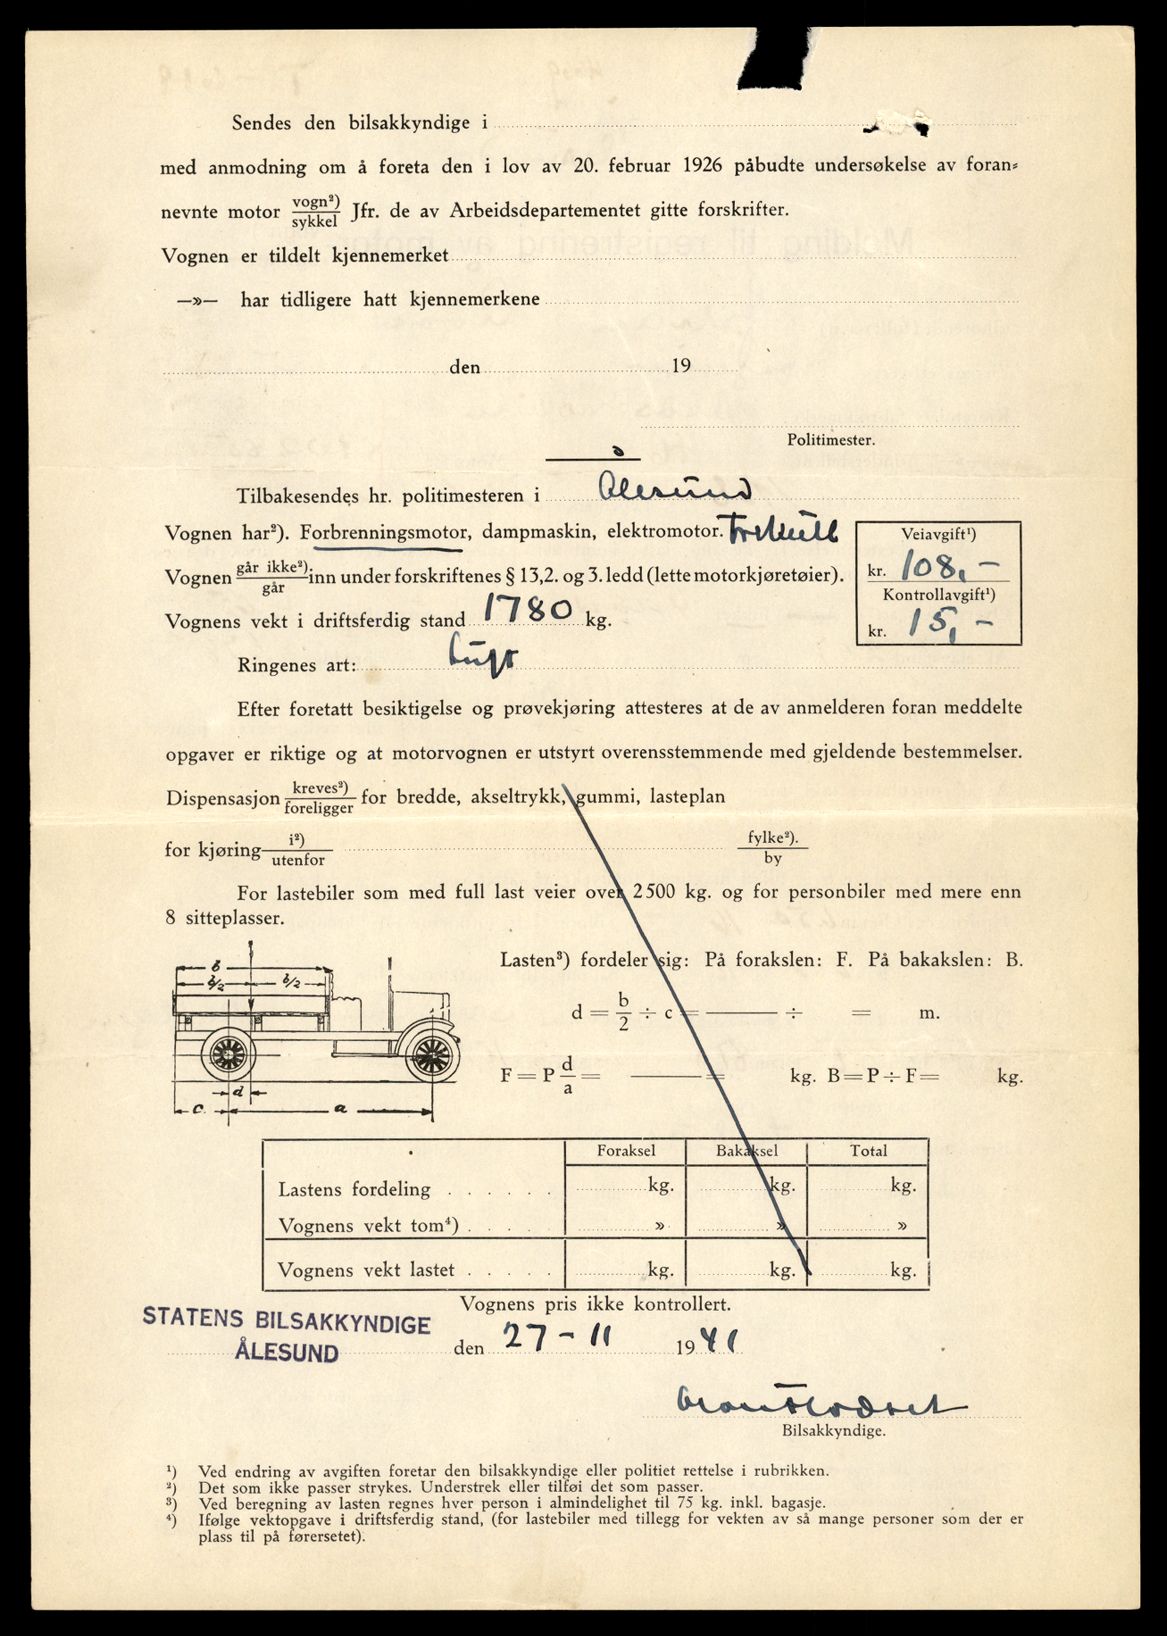 Sendes den bilsakkyndige i
med anmodning om å foreta den i lov av 20. februar 1926 påbudte undersøkelse av foran=
nevnte motor vogn²)/sykkel Jfr. de av Arbeidsdepartementet gitte forskrifter.
Vognen er tildelt kjennemerket
—»— har tidligere hatt kjennemerkene
den 19
Politimester.
Tilbakesendes hr. politimesteren i Ålesund
Vognen har²). Forbrenningsmotor, dampmaskin, elektromotor. Trekull
Vognen går ikke²)/går inn under forskriftenes § 13,2. og 3. ledd (lette motorkjøretøier).
Vognens vekt i driftsferdig stand 1780 kg.
Veiavgift¹)
kr. 108,-
Kontrollavgift¹)
kr. 15,-
Ringenes art: Luft
Efter foretatt besiktigelse og prøvekjøring attesteres at de av anmelderen foran meddelte
opgaver er riktige og at motorvognen er utstyrt overensstemmende med gjeldende bestemmelser.
Dispensasjon kreves²)/foreligger for bredde, akseltrykk, gummi, lasteplan
for kjøring i²)/utenfor fylke²)./by
For lastebiler som med full last veier over 2500 kg. og for personbiler med mere enn
8 sitteplasser.
b
b/2 b/2
d
c a
Lasten³) fordeler sig: På forakslen: F. På bakakslen: B.
d = b/2 ÷ c = ——— ÷ = m.
F = P d/a = ——— = kg. B = P ÷ F = kg.
Foraksel Bakaksel Total
Lastens fordeling . . . . . . kg. kg. kg.
Vognens vekt tom⁴) . . . . . » » »
Vognens vekt lastet . . . . . kg. kg. kg.
Vognens pris ikke kontrollert.
STATENS BILSAKKYNDIGE
ÅLESUND
den 27-11 1941
Bilsakkyndige.
¹) Ved endring av avgiften foretar den bilsakkyndige eller politiet rettelse i rubrikken.
²) Det som ikke passer strykes. Understrek eller tilføi det som passer.
³) Ved beregning av lasten regnes hver person i almindelighet til 75 kg. inkl. bagasje.
⁴) Ifølge vektopgave i driftsferdig stand, (for lastebiler med tillegg for vekten av så mange personer som der er
plass til på førersetet).